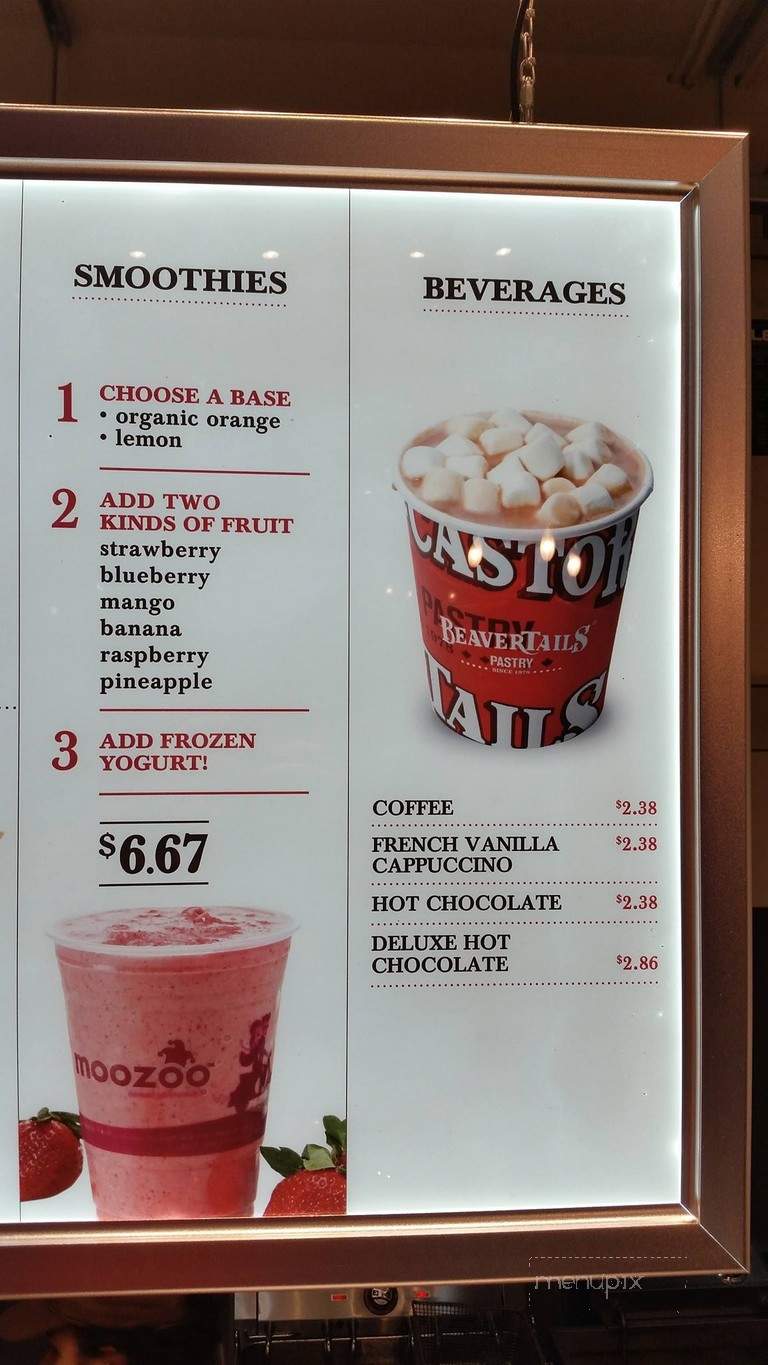 SMOOTHIES
1 CHOOSE A BASE
• organic orange
• lemon
2 ADD TWO
KINDS OF FRUIT
strawberry
blueberry
mango
banana
raspberry
pineapple
3 ADD FROZEN
YOGURT!
$6.67
moozoo
BEVERAGES
CASTOR
PASTRY
BEAVERTAILS
PASTRY
SINCE 1978
TAILS
COFFEE $2.38
FRENCH VANILLA $2.38
CAPPUCCINO
HOT CHOCOLATE $2.38
DELUXE HOT
CHOCOLATE $2.86
menupix